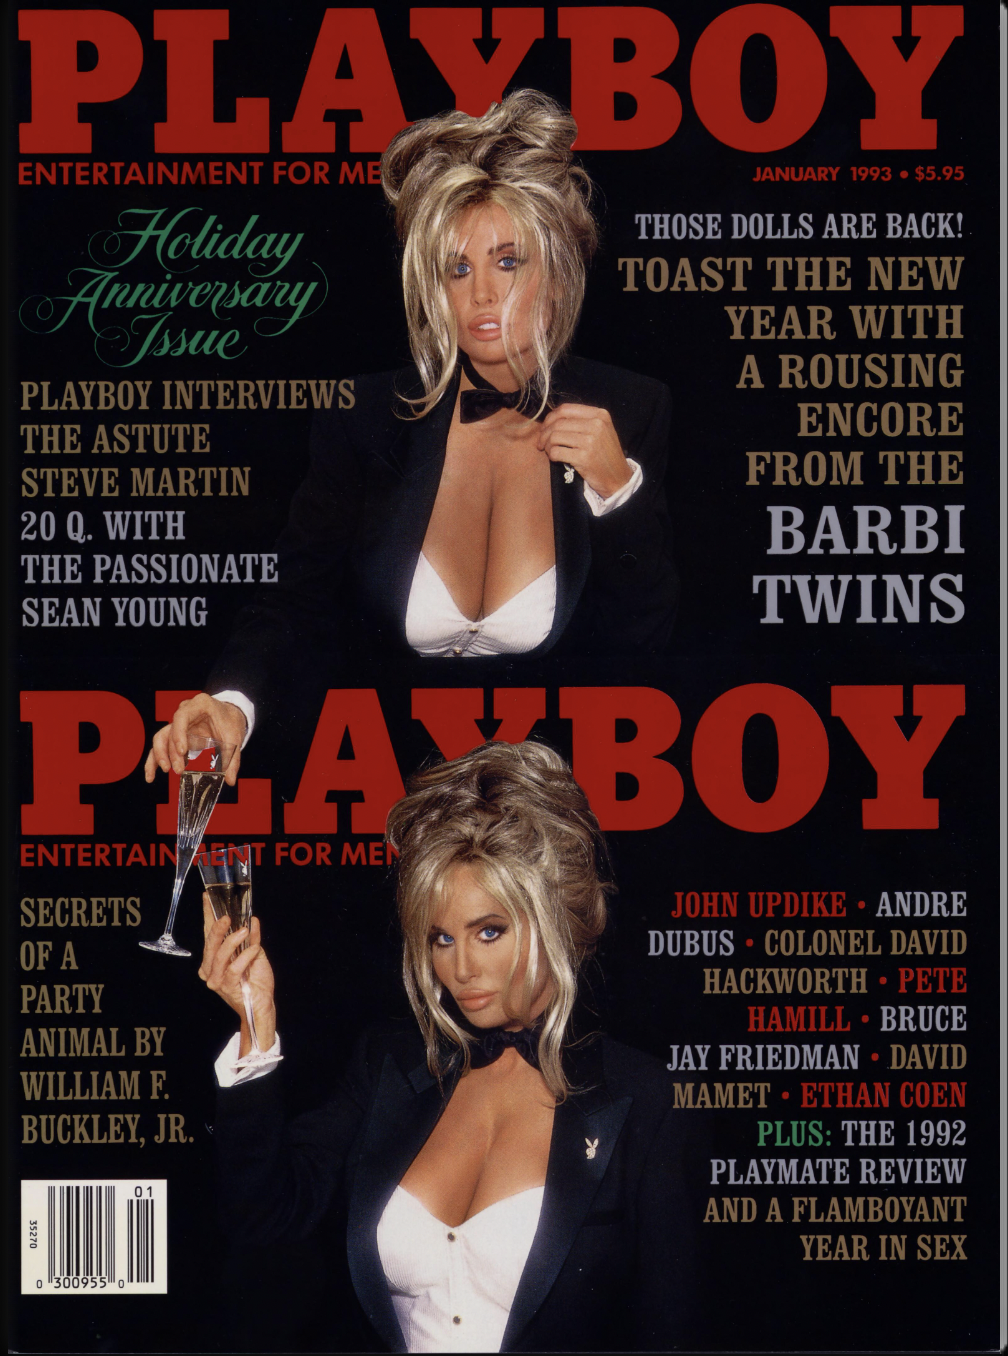 PLAYBOY
ENTERTAINMENT FOR ME
JANUARY 1993 • $5.95
Holiday
Anniversary
Issue
PLAYBOY INTERVIEWS
THE ASTUTE
STEVE MARTIN
20 Q. WITH
THE PASSIONATE
SEAN YOUNG
THOSE DOLLS ARE BACK!
TOAST THE NEW
YEAR WITH
A ROUSING
ENCORE
FROM THE
BARBI
TWINS
PLAYBOY
ENTERTAINMENT FOR MEN
SECRETS
OF A
PARTY
ANIMAL BY
WILLIAM F.
BUCKLEY, JR.
JOHN UPDIKE • ANDRE
DUBUS • COLONEL DAVID
HACKWORTH • PETE
HAMILL • BRUCE
JAY FRIEDMAN • DAVID
MAMET • ETHAN COEN
PLUS: THE 1992
PLAYMATE REVIEW
AND A FLAMBOYANT
YEAR IN SEX
01
35270
0 300955 0